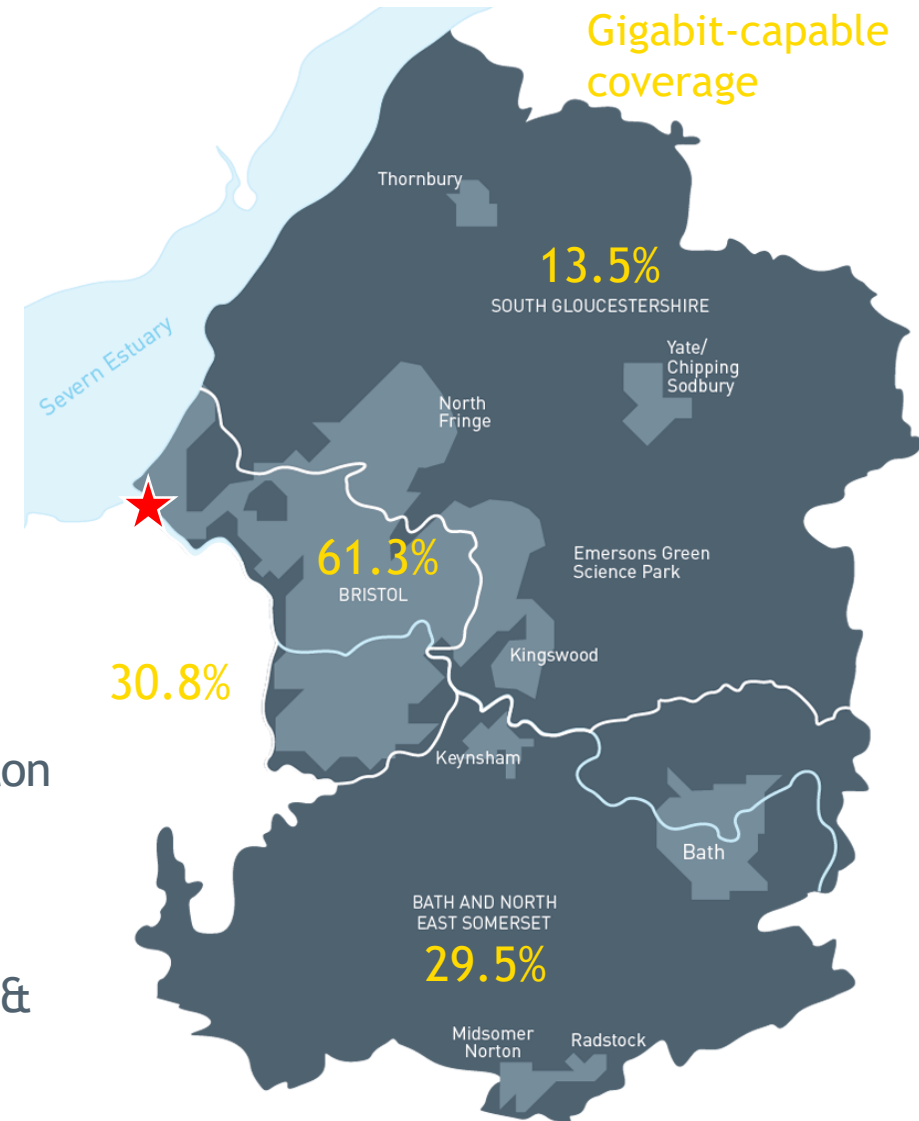 Gigabit-capable
coverage
Thornbury
13.5%
SOUTH GLOUCESTERSHIRE
Severn Estuary
Yate/
Chipping
Sodbury
North
Fringe
61.3%
BRISTOL
Emersons Green
Science Park
Kingswood
30.8%
Keynsham
on
Bath
BATH AND NORTH
EAST SOMERSET
29.5%
&
Midsomer
Norton
Radstock